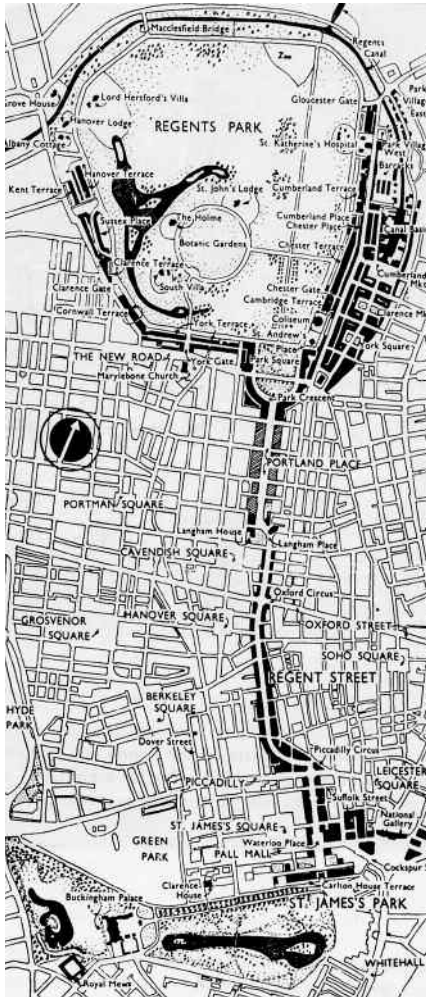 Macclesfield Bridge
Regents
Canal
Zoo
Grove House
Lord Hertford's Villa
Gloucester Gate
Park
Village
East
Hanover Lodge
REGENTS PARK
Albany Cottage
St. Katherine's Hospital
Park Village
West
Barracks
Hanover Terrace
Kent Terrace
St. John's Lodge
Cumberland Terrace
Sussex Place
The Holme
Cumberland Place
Chester Place
Canal Basin
Botanic Gardens
Chester Terrace
Clarence Terrace
Cumberland
Mkt
Clarence Gate
South Villa
Chester Gate
Cambridge Terrace
Clarence Mkt
Cornwall Terrace
Coliseum
York Terrace
St. Andrew's
Place
York Square
THE NEW ROAD
York Gate
Park Square
Marylebone Church
Park Crescent
PORTLAND PLACE
PORTMAN SQUARE
Langham House
Langham Place
CAVENDISH SQUARE
Oxford Circus
HANOVER SQUARE
OXFORD STREET
GROSVENOR
SQUARE
SOHO SQUARE
REGENT STREET
BERKELEY
SQUARE
HYDE
PARK
Dover Street
Piccadilly Circus
PICCADILLY
LEICESTER
SQUARE
Suffolk Street
ST. JAMES'S SQUARE
National
Gallery
GREEN
PARK
Waterloo Place
PALL MALL
Cockspur S
Clarence
House
Carlton House Terrace
Buckingham Palace
ST. JAMES'S PARK
WHITEHALL
Royal Mews